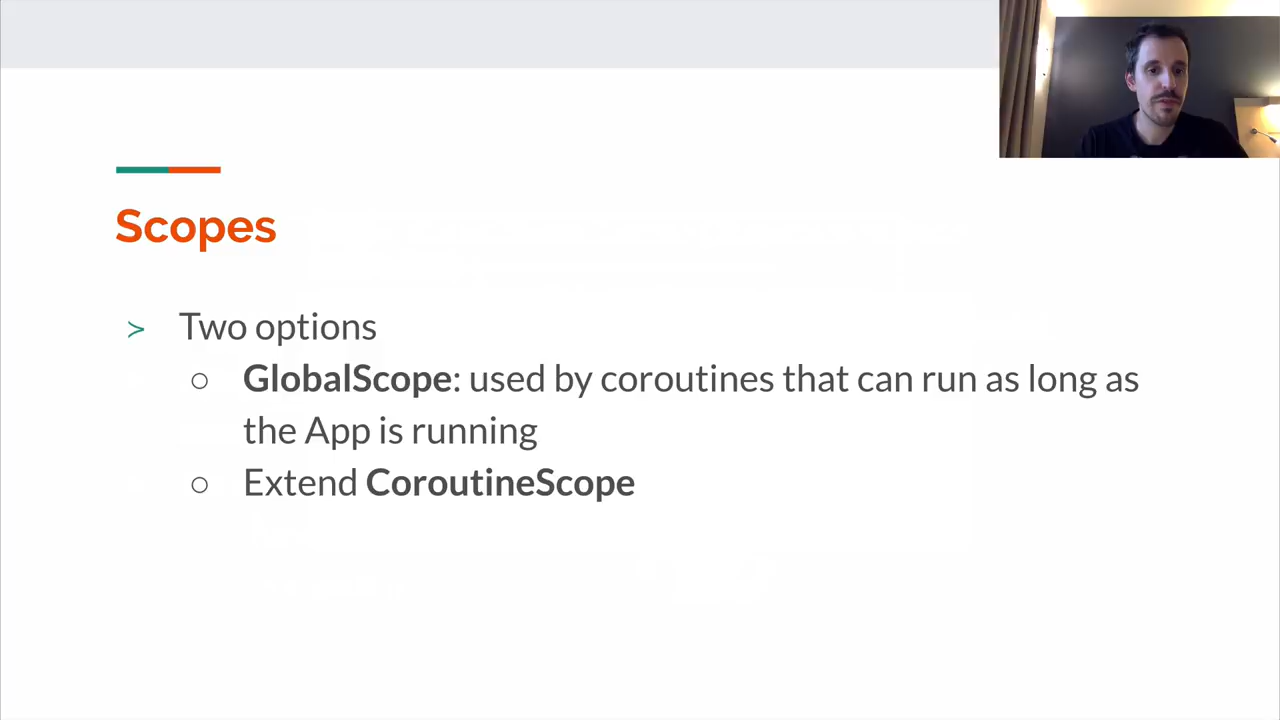 Scopes
≻ Two options
○ GlobalScope: used by coroutines that can run as long as
the App is running
○ Extend CoroutineScope